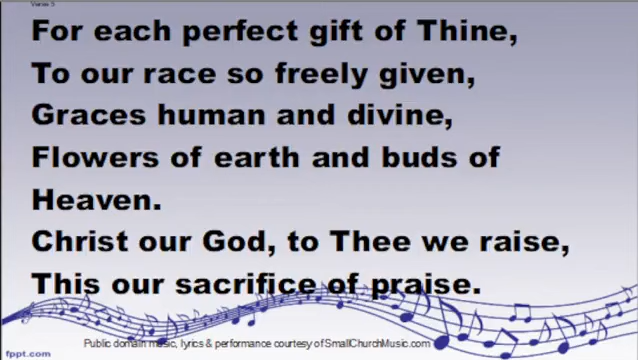 Verse 5
For each perfect gift of Thine,
To our race so freely given,
Graces human and divine,
Flowers of earth and buds of
Heaven.
Christ our God, to Thee we raise,
This our sacrifice of praise.
Public domain music, lyrics & performance courtesy of SmallChurchMusic.com
fppt.com